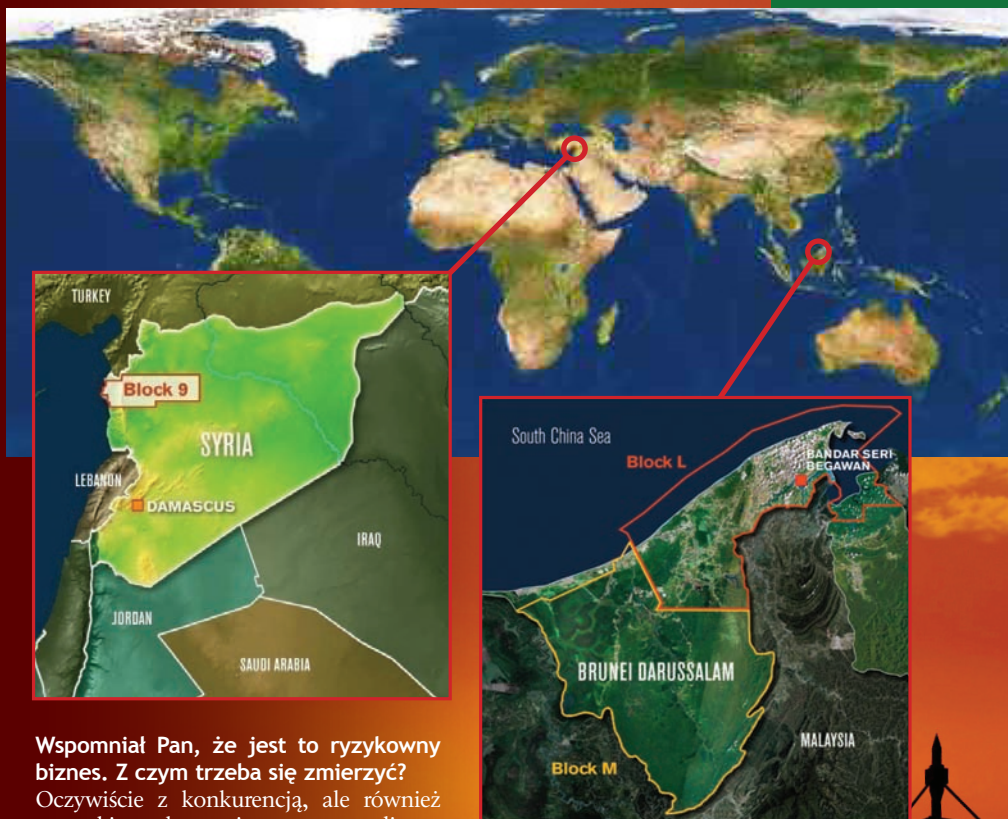 TURKEY
Block 9
SYRIA
LEBANON
DAMASCUS
IRAQ
JORDAN
SAUDI ARABIA
South China Sea
Block L
BANDAR SERI
BEGAWAN
BRUNEI DARUSSALAM
MALAYSIA
Block M
Wspomniał Pan, że jest to ryzykowny
biznes. Z czym trzeba się zmierzyć?
Oczywiście z konkurencją, ale również